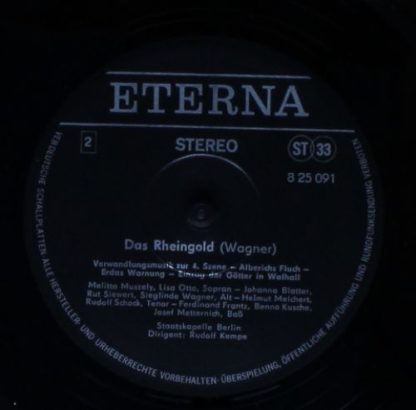 ETERNA
2
STEREO
ST 33
8 25 091
Das Rheingold (Wagner)
Verwandlungsmusik zur 4. Szene – Alberichs Fluch –
Erdas Warnung – Einzug der Götter in Walhall
Melitta Muszely, Lisa Otto, Sopran – Johanna Blatter,
Rut Siewert, Sieglinde Wagner, Alt – Helmut Melchert,
Rudolf Schock, Tenor – Ferdinand Frantz, Benno Kusche,
Josef Metternich, Baß
Staatskapelle Berlin
Dirigent: Rudolf Kempe
VEB DEUTSCHE SCHALLPLATTEN · ALLE HERSTELLER- UND URHEBERRECHTE VORBEHALTEN · ÜBERSPIELUNG, ÖFFENTLICHE AUFFÜHRUNG UND RUNDFUNKSENDUNG VERBOTEN